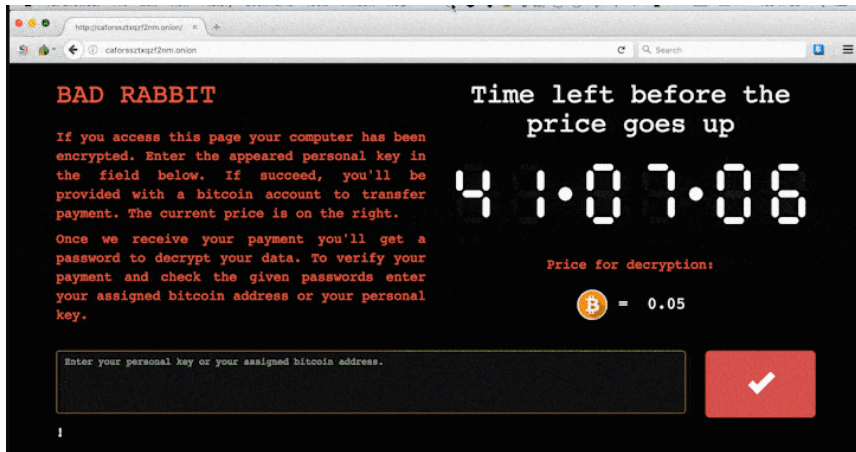 http://caforssztxqzf2nm.onion/
caforssztxqzf2nm.onion
Search
BAD RABBIT
If you access this page your computer has been
encrypted. Enter the appeared personal key in
the field below. If succeed, you'll be
provided with a bitcoin account to transfer
payment. The current price is on the right.
Once we receive your payment you'll get a
password to decrypt your data. To verify your
payment and check the given passwords enter
your assigned bitcoin address or your personal
key.
Time left before the
price goes up
41·07·06
Price for decryption:
= 0.05
Enter your personal key or your assigned bitcoin address.
!